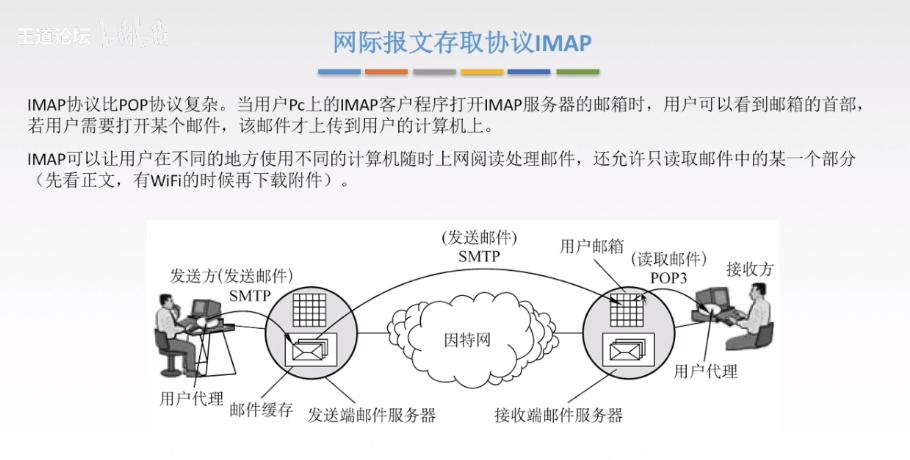 王道论坛
网际报文存取协议IMAP
IMAP协议比POP协议复杂。当用户Pc上的IMAP客户程序打开IMAP服务器的邮箱时，用户可以看到邮箱的首部，
若用户需要打开某个邮件，该邮件才上传到用户的计算机上。
IMAP可以让用户在不同的地方使用不同的计算机随时上网阅读处理邮件，还允许只读取邮件中的某一个部分
（先看正文，有WiFi的时候再下载附件）。
(发送邮件)
SMTP
用户邮箱
(读取邮件)
POP3
接收方
发送方(发送邮件)
SMTP
因特网
用户代理
邮件缓存
发送端邮件服务器
接收端邮件服务器
用户代理